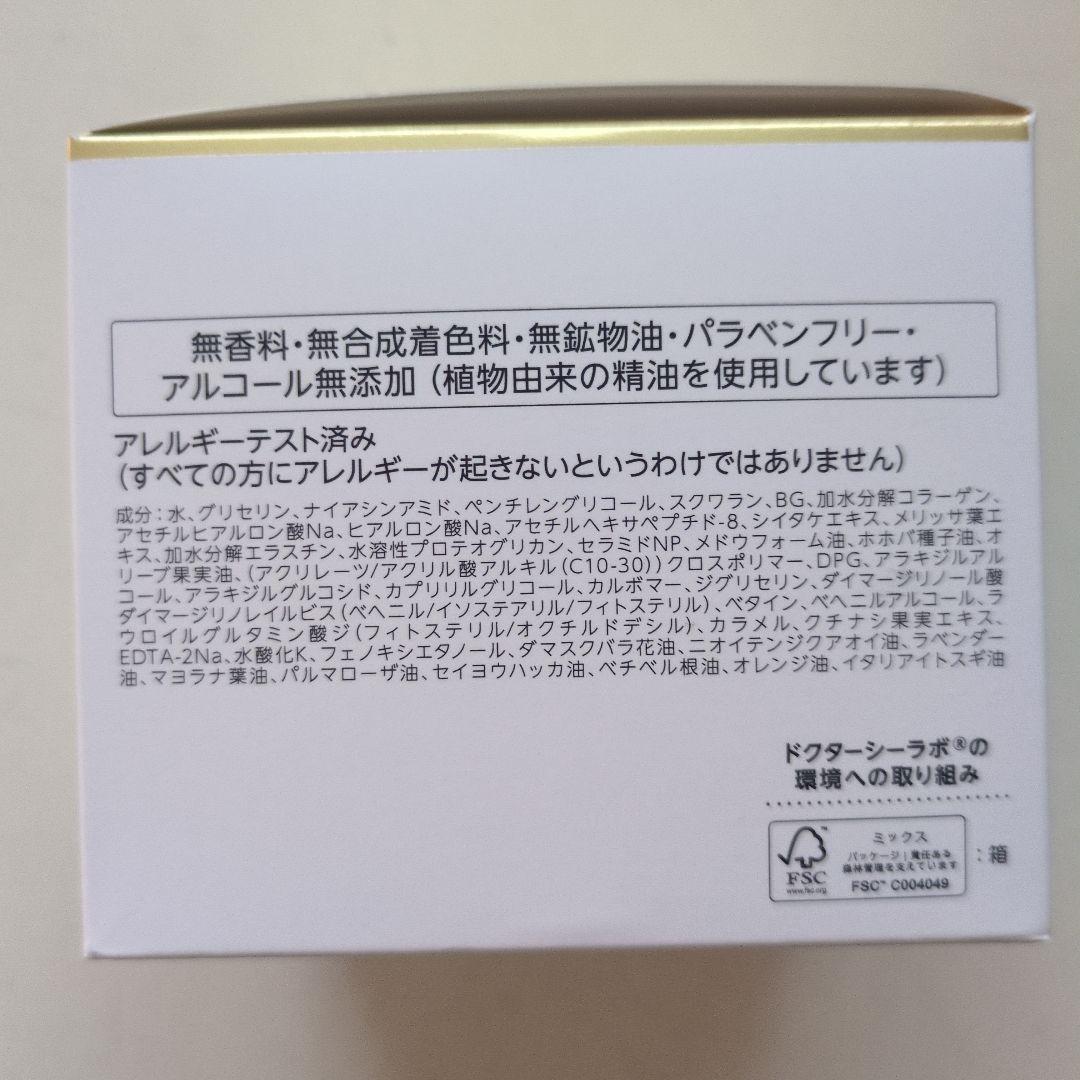 無香料・無合成着色料・無鉱物油・パラベンフリー・
アルコール無添加（植物由来の精油を使用しています）
アレルギーテスト済み
（すべての方にアレルギーが起きないというわけではありません）
成分：水、グリセリン、ナイアシンアミド、ペンチレングリコール、スクワラン、BG、加水分解コラーゲン、
アセチルヒアルロン酸Na、ヒアルロン酸Na、アセチルヘキサペプチド-8、シイタケエキス、メリッサ葉エ
キス、加水分解エラスチン、水溶性プロテオグリカン、セラミドNP、メドウフォーム油、ホホバ種子油、オ
リーブ果実油、（アクリレーツ/アクリル酸アルキル（C10-30））クロスポリマー、DPG、アラキジルアル
コール、アラキジルグルコシド、カプリリルグリコール、カルボマー、ジグリセリン、ダイマージリノール酸
ダイマージリノレイルビス（ベヘニル/イソステアリル/フィトステリル）、ベタイン、ベヘニルアルコール、ラ
ウロイルグルタミン酸ジ（フィトステリル/オクチルドデシル）、カラメル、クチナシ果実エキス、
EDTA-2Na、水酸化K、フェノキシエタノール、ダマスクバラ花油、ニオイテンジクアオイ油、ラベンダー
油、マヨラナ葉油、パルマローザ油、セイヨウハッカ油、ベチベル根油、オレンジ油、イタリアイトスギ油
ドクターシーラボ®の
環境への取り組み
FSC
www.fsc.org
ミックス
パッケージ｜責任ある
森林管理を支えています
FSC™ C004049
：箱